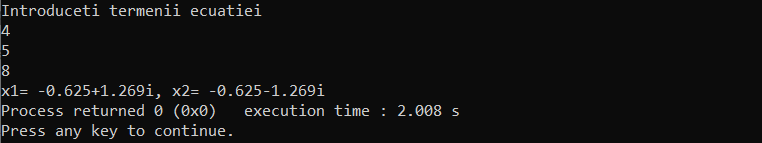 Introduceti termenii ecuatiei
4
5
8
x1= -0.625+1.269i, x2= -0.625-1.269i
Process returned 0 (0x0)   execution time : 2.008 s
Press any key to continue.